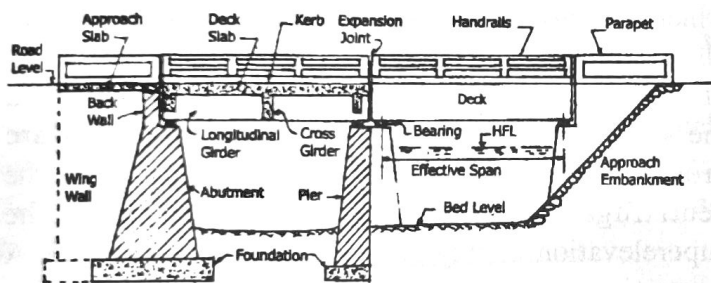 Approach
Slab
Deck
Slab
Kerb
Expansion
Joint
Handrails
Parapet
Road
Level
Back
Wall
Longitudinal
Girder
Cross
Girder
Deck
Bearing
HFL
Effective Span
Approach
Embankment
Wing
Wall
Abutment
Pier
Bed Level
Foundation